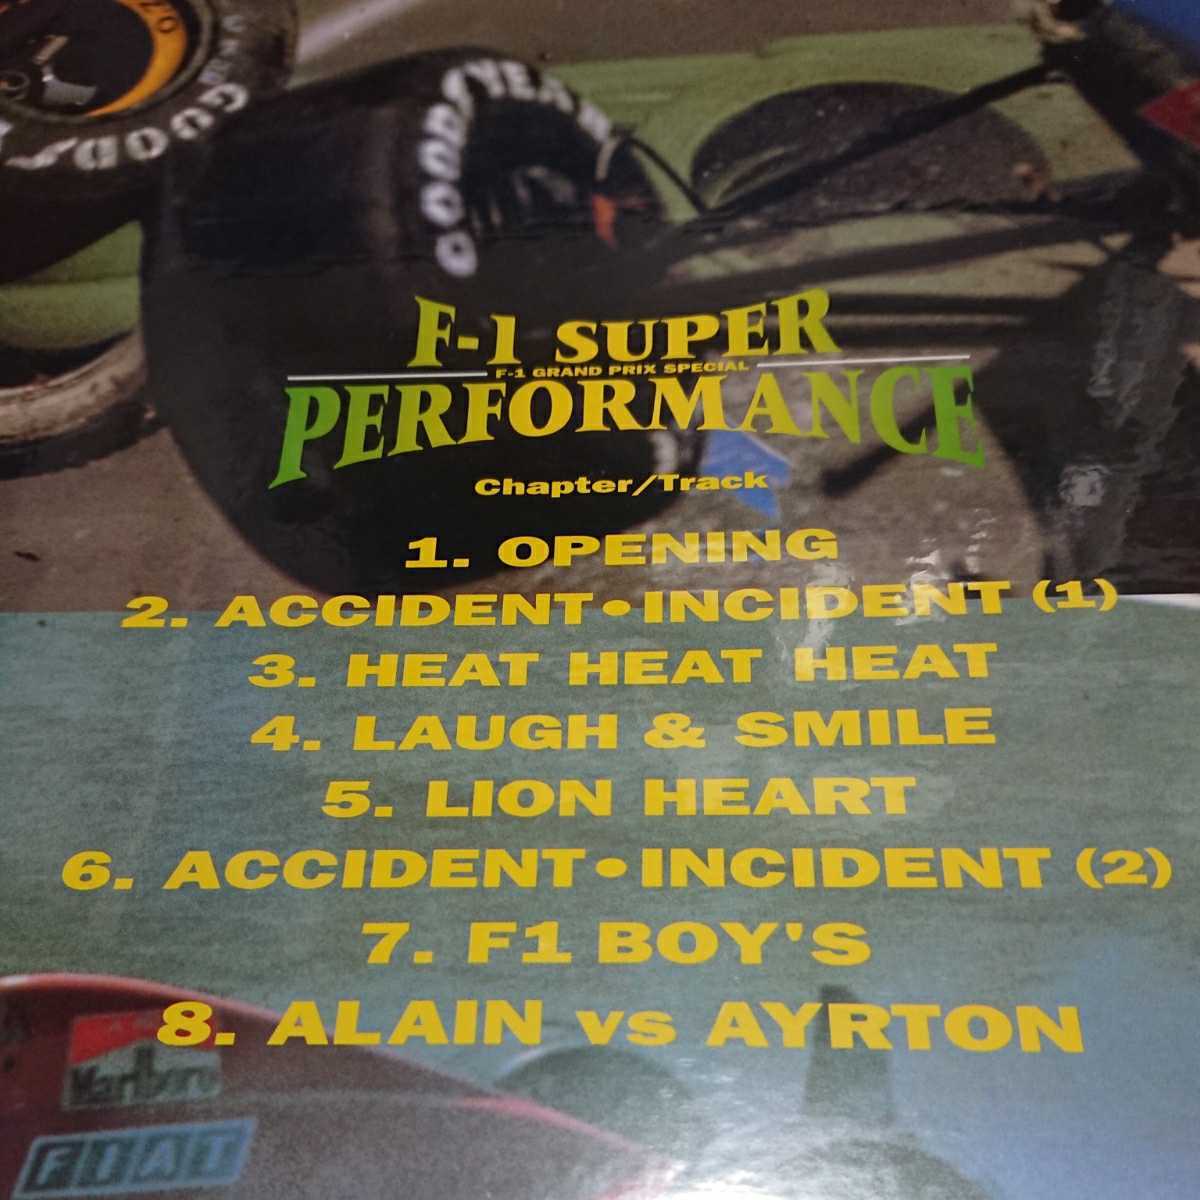 GOOD
GOODYEAR
F-1 SUPER
F-1 GRAND PRIX SPECIAL
PERFORMANCE
Chapter/Track
1. OPENING
2. ACCIDENT•INCIDENT (1)
3. HEAT HEAT HEAT
4. LAUGH & SMILE
5. LION HEART
6. ACCIDENT•INCIDENT (2)
7. F1 BOY'S
8. ALAIN vs AYRTON
Marlboro
FIAT